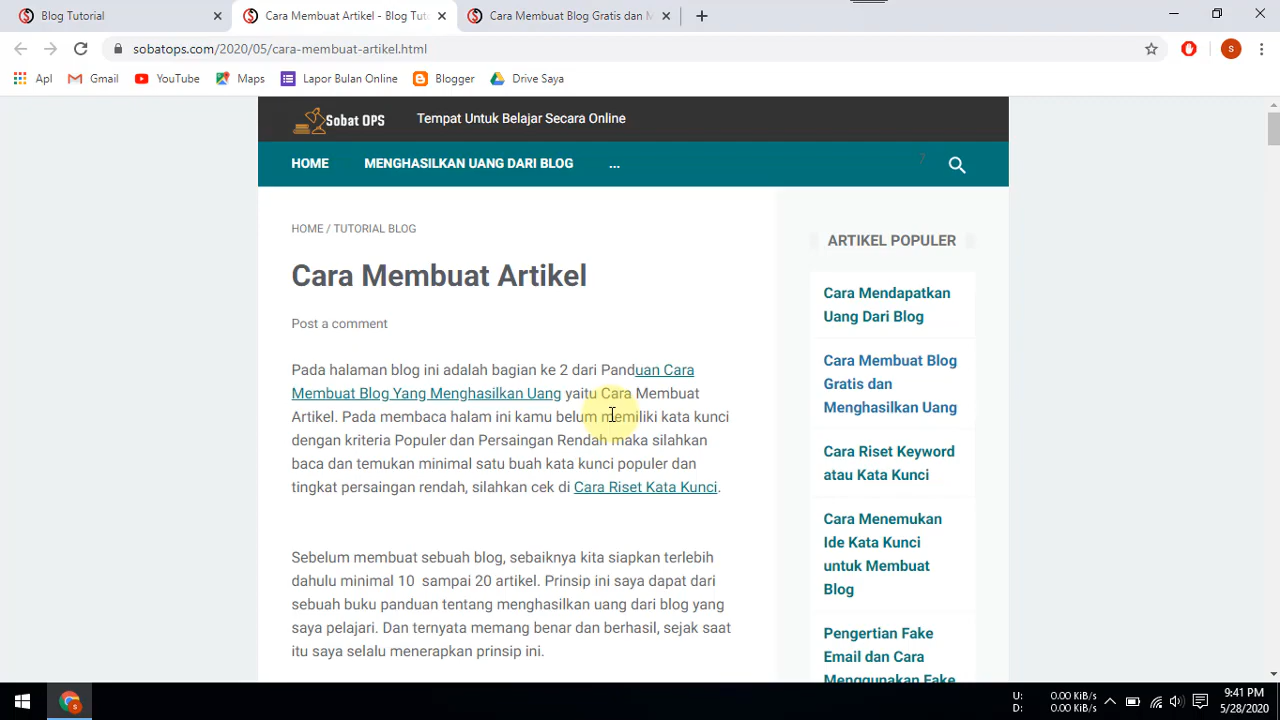 Blog Tutorial
Cara Membuat Artikel - Blog Tut
Cara Membuat Blog Gratis dan M
sobatops.com/2020/05/cara-membuat-artikel.html
S
Apl
Gmail
YouTube
Maps
Lapor Bulan Online
Blogger
Drive Saya
Sobat OPS
Tempat Untuk Belajar Secara Online
HOME
MENGHASILKAN UANG DARI BLOG
...
7
HOME / TUTORIAL BLOG
Cara Membuat Artikel
Post a comment
Pada halaman blog ini adalah bagian ke 2 dari Panduan Cara
Membuat Blog Yang Menghasilkan Uang yaitu Cara Membuat
Artikel. Pada membaca halam ini kamu belum memiliki kata kunci
dengan kriteria Populer dan Persaingan Rendah maka silahkan
baca dan temukan minimal satu buah kata kunci populer dan
tingkat persaingan rendah, silahkan cek di Cara Riset Kata Kunci.
Sebelum membuat sebuah blog, sebaiknya kita siapkan terlebih
dahulu minimal 10 sampai 20 artikel. Prinsip ini saya dapat dari
sebuah buku panduan tentang menghasilkan uang dari blog yang
saya pelajari. Dan ternyata memang benar dan berhasil, sejak saat
itu saya selalu menerapkan prinsip ini.
ARTIKEL POPULER
Cara Mendapatkan
Uang Dari Blog
Cara Membuat Blog
Gratis dan
Menghasilkan Uang
Cara Riset Keyword
atau Kata Kunci
Cara Menemukan
Ide Kata Kunci
untuk Membuat
Blog
Pengertian Fake
Email dan Cara
Menggunakan Fake
U: 0.00 KiB/s
D: 0.00 KiB/s
9:41 PM
5/28/2020